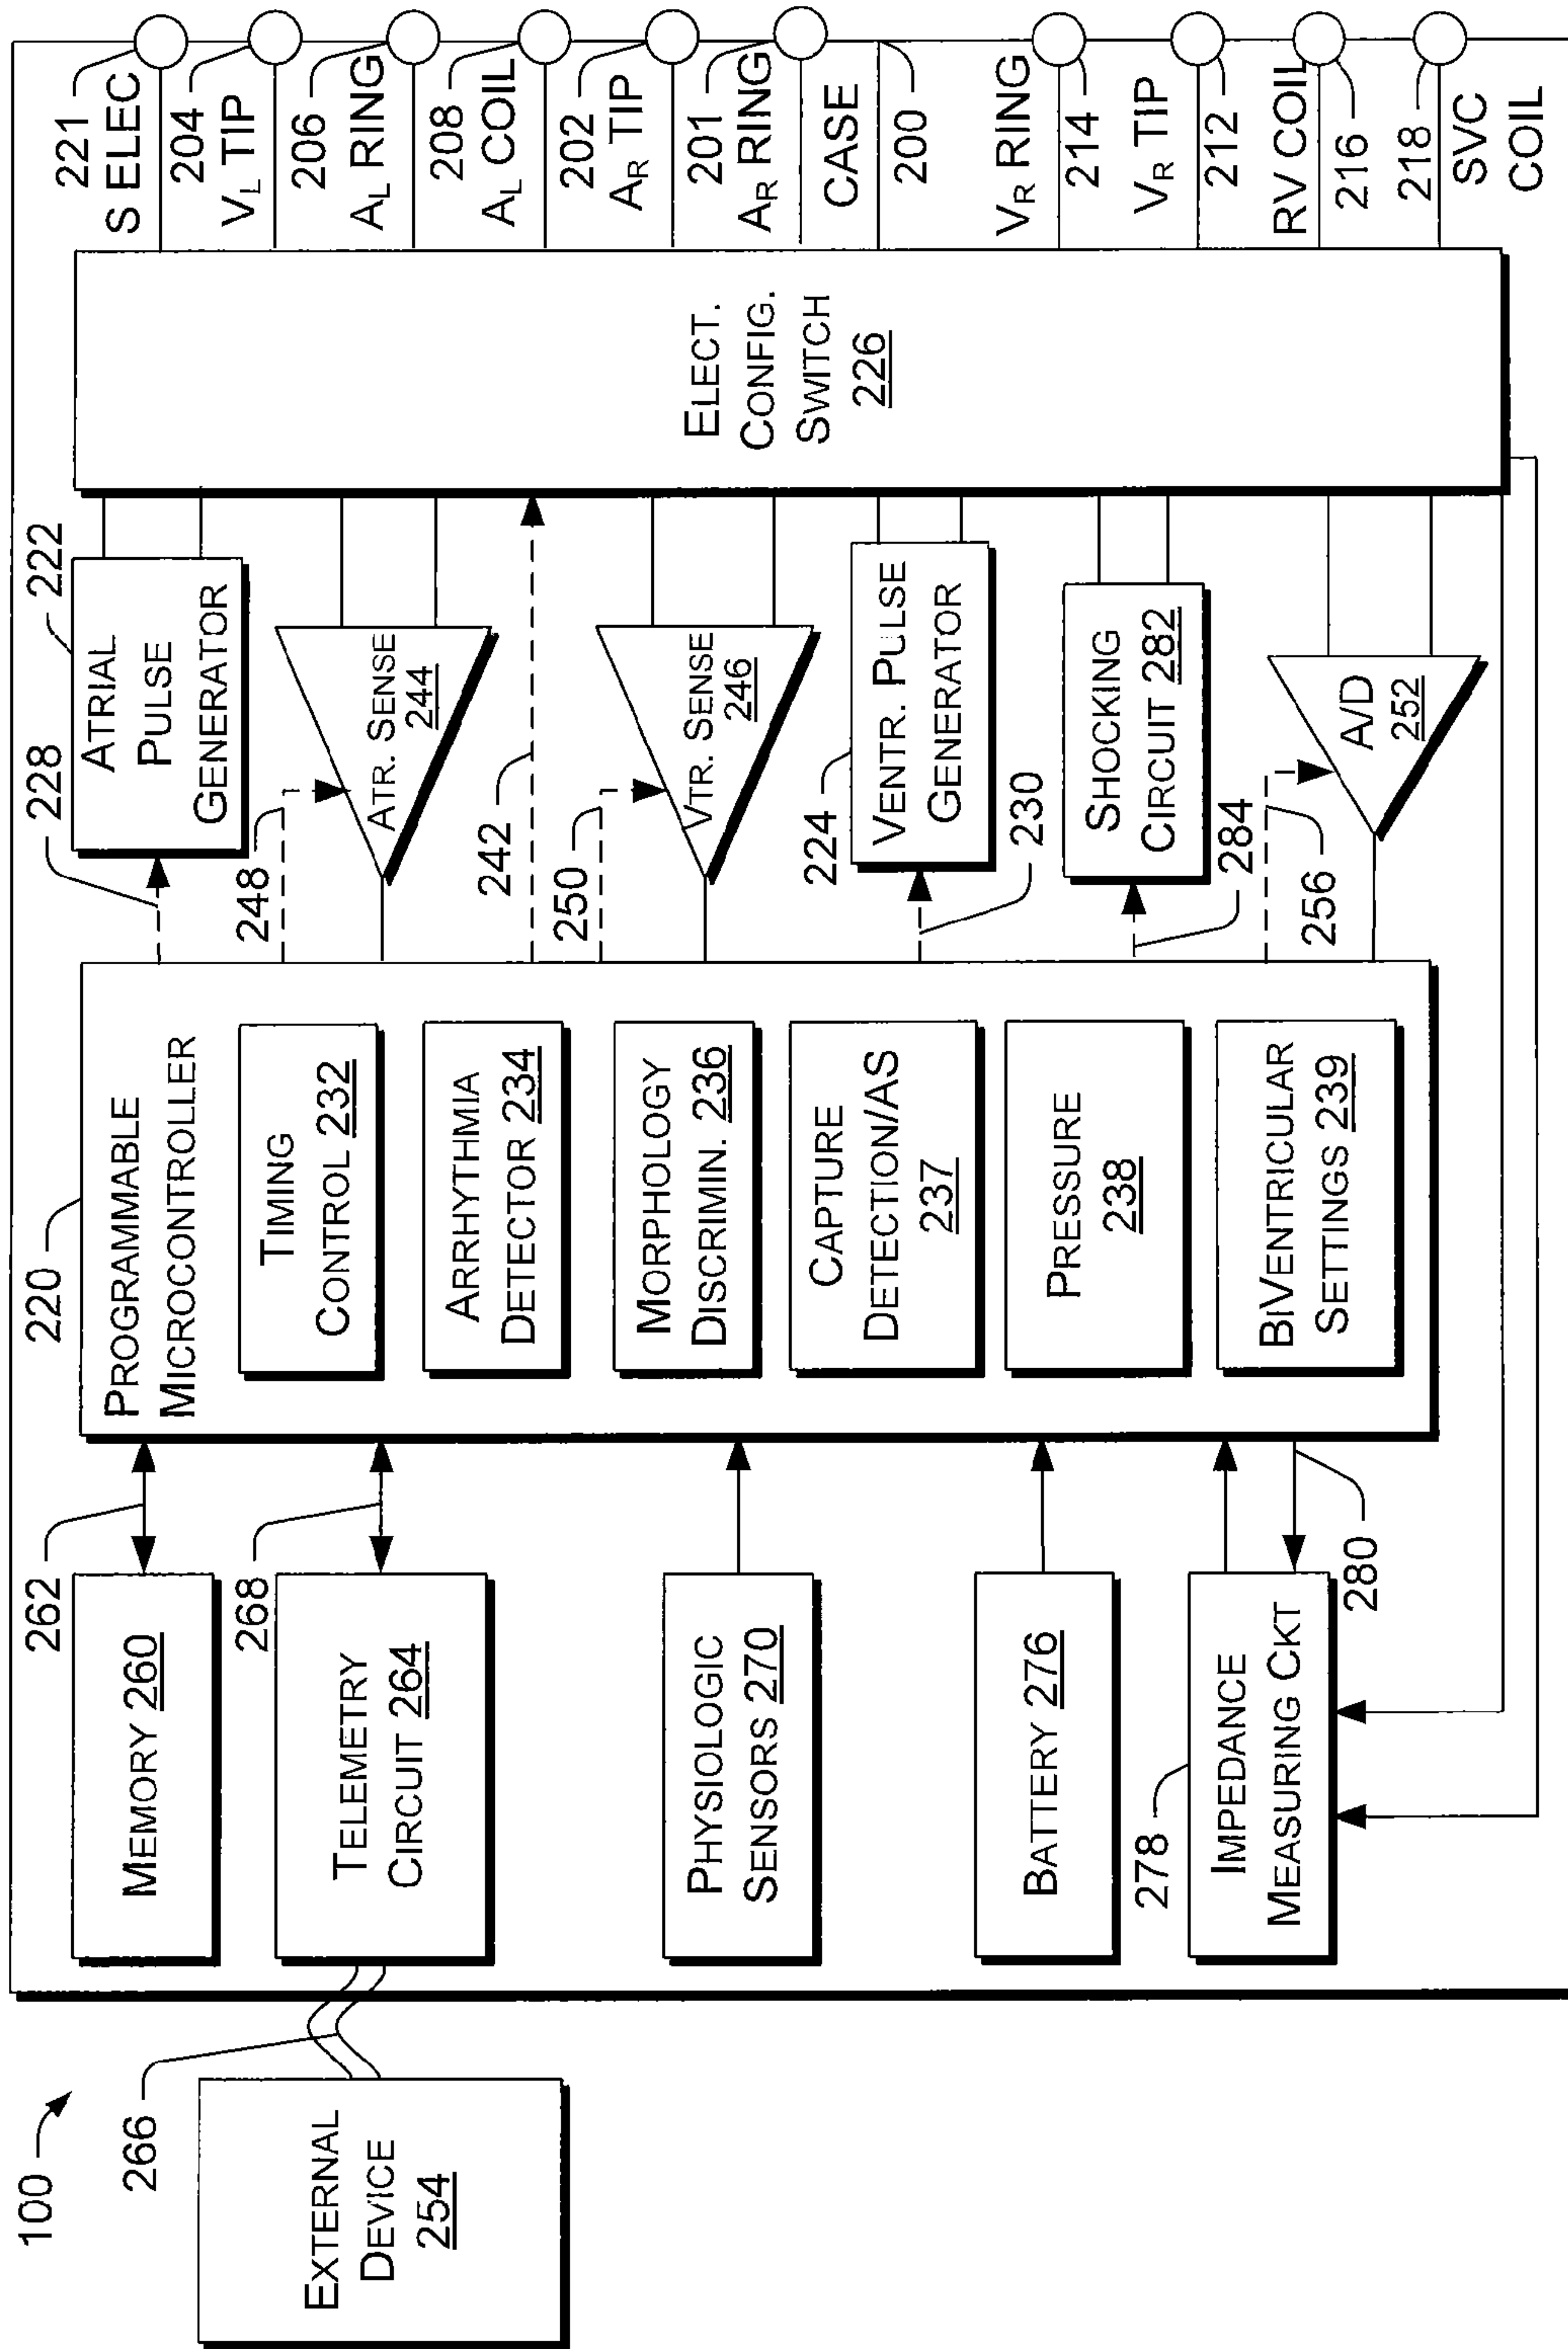 100
221
S ELEC
204
VL TIP
206
AL RING
208
AL COIL
202
AR TIP
201
AR RING
CASE
200
VR RING
214
VR TIP
212
RV COIL
216
218
SVC
COIL
ELECT.
CONFIG.
SWITCH
226
222
ATRIAL
PULSE
GENERATOR
228
ATR. SENSE
244
248
242
VTR. SENSE
246
250
VENTR. PULSE
GENERATOR
224
230
SHOCKING
CIRCUIT 282
284
A/D
252
256
220
PROGRAMMABLE
MICROCONTROLLER
TIMING
CONTROL 232
ARRHYTHMIA
DETECTOR 234
MORPHOLOGY
DISCRIMIN. 236
CAPTURE
DETECTION/AS
237
PRESSURE
238
BIVENTRICULAR
SETTINGS 239
262
268
280
MEMORY 260
TELEMETRY
CIRCUIT 264
PHYSIOLOGIC
SENSORS 270
BATTERY 276
278
IMPEDANCE
MEASURING CKT
266
EXTERNAL
DEVICE
254